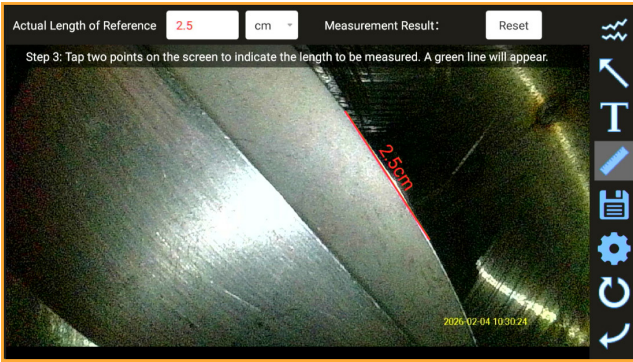 Actual Length of Reference 2.5 cm Measurement Result: Reset
Step 3: Tap two points on the screen to indicate the length to be measured. A green line will appear.
T
2.5cm
2026-02-04 10:30:24